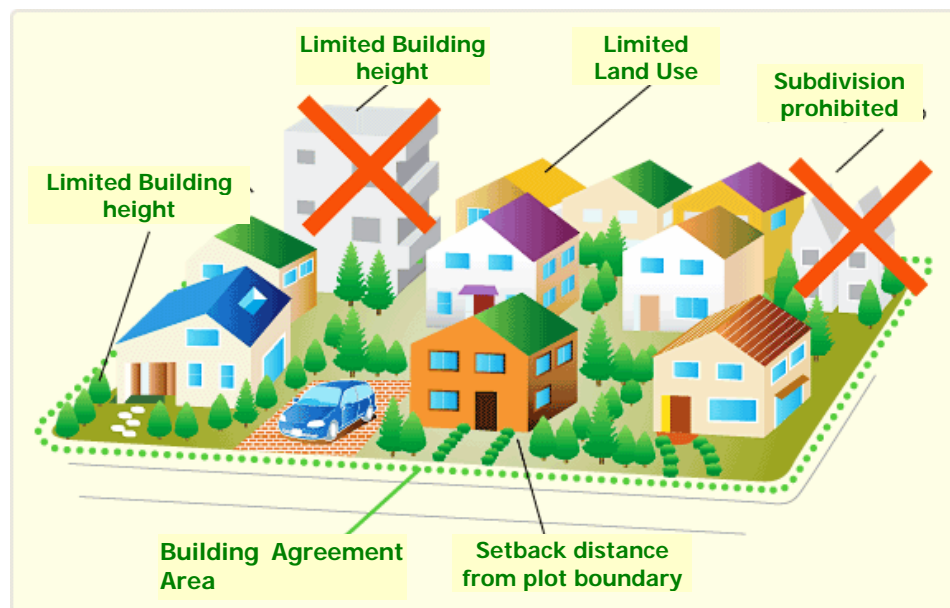 Limited Building
height
Limited
Land Use
Subdivision
prohibited
Limited Building
height
Building Agreement
Area
Setback distance
from plot boundary